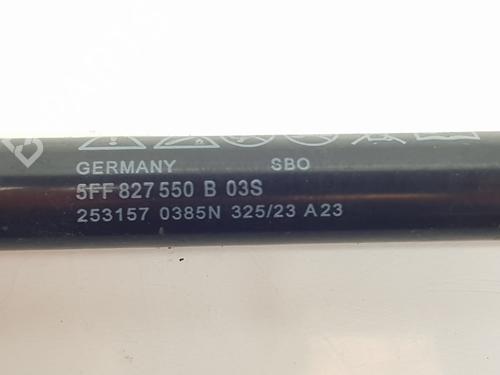 GERMANY SBO
5FF 827 550 B 03S
253157 0385N 325/23 A23